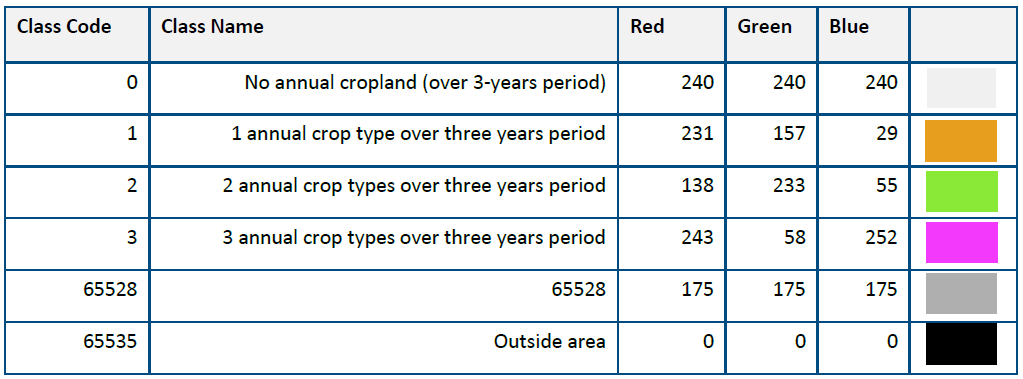 Class Code Class Name Red Green Blue
0 No annual cropland (over 3-years period) 240 240 240
1 1 annual crop type over three years period 231 157 29
2 2 annual crop types over three years period 138 233 55
3 3 annual crop types over three years period 243 58 252
65528 65528 175 175 175
65535 Outside area 0 0 0